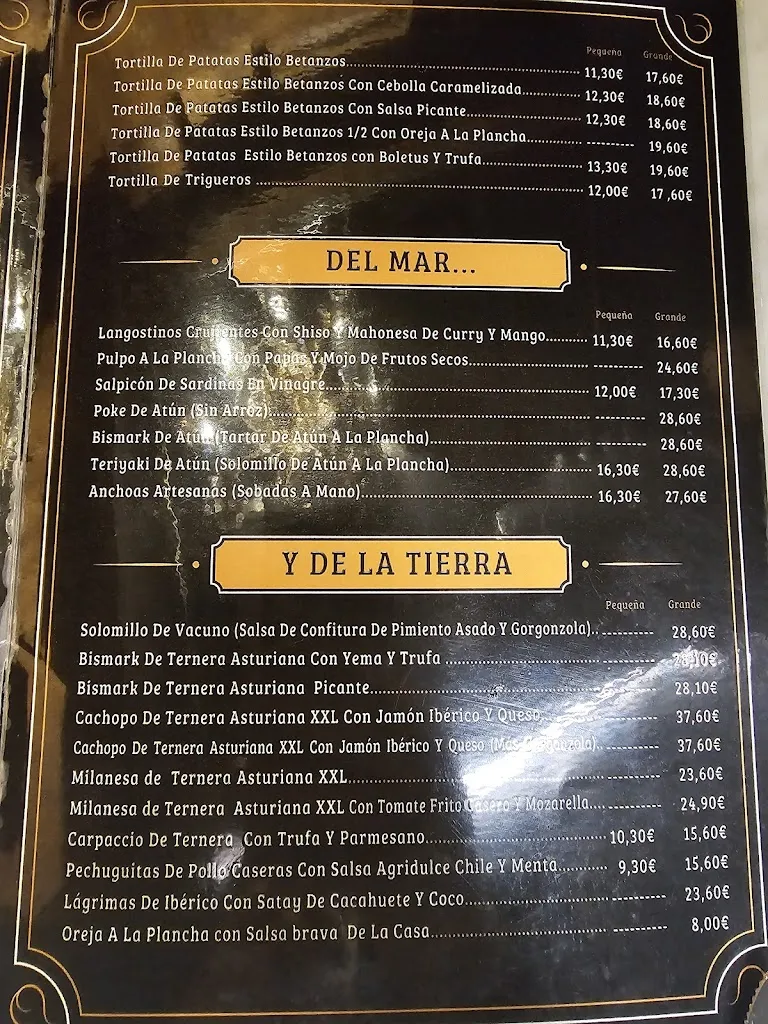 Pequeña Grande
Tortilla De Patatas Estilo Betanzos 11,30€ 17,60€
Tortilla De Patatas Estilo Betanzos Con Cebolla Caramelizada 12,30€ 18,60€
Tortilla De Patatas Estilo Betanzos Con Salsa Picante 12,30€ 18,60€
Tortilla De Patatas Estilo Betanzos 1/2 Con Oreja A La Plancha ---------- 19,60€
Tortilla De Patatas Estilo Betanzos con Boletus Y Trufa 13,30€ 19,60€
Tortilla De Trigueros 12,00€ 17,60€
DEL MAR...
Pequeña Grande
Langostinos Crujientes Con Shiso Y Mahonesa De Curry Y Mango 11,30€ 16,60€
Pulpo A La Plancha Con Papas Y Mojo De Frutos Secos ---------- 24,60€
Salpicón De Sardinas En Vinagre 12,00€ 17,30€
Poke De Atún (Sin Arroz) ---------- 28,60€
Bismark De Atún (Tartar De Atún A La Plancha) ---------- 28,60€
Teriyaki De Atún (Solomillo De Atún A La Plancha) 16,30€ 28,60€
Anchoas Artesanas (Sobadas A Mano) 16,30€ 27,60€
Y DE LA TIERRA
Pequeña Grande
Solomillo De Vacuno (Salsa De Confitura De Pimiento Asado Y Gorgonzola) ---------- 28,60€
Bismark De Ternera Asturiana Con Yema Y Trufa ---------- 28,10€
Bismark De Ternera Asturiana Picante ---------- 28,10€
Cachopo De Ternera Asturiana XXL Con Jamón Ibérico Y Queso ---------- 37,60€
Cachopo De Ternera Asturiana XXL Con Jamón Ibérico Y Queso (Mas Gorgonzola) ---------- 37,60€
Milanesa de Ternera Asturiana XXL ---------- 23,60€
Milanesa de Ternera Asturiana XXL Con Tomate Frito Casero Y Mozarella ---------- 24,90€
Carpaccio De Ternera Con Trufa Y Parmesano 10,30€ 15,60€
Pechuguitas De Pollo Caseras Con Salsa Agridulce Chile Y Menta 9,30€ 15,60€
Lágrimas De Ibérico Con Satay De Cacahuete Y Coco ---------- 23,60€
Oreja A La Plancha con Salsa brava De La Casa ---------- 8,00€